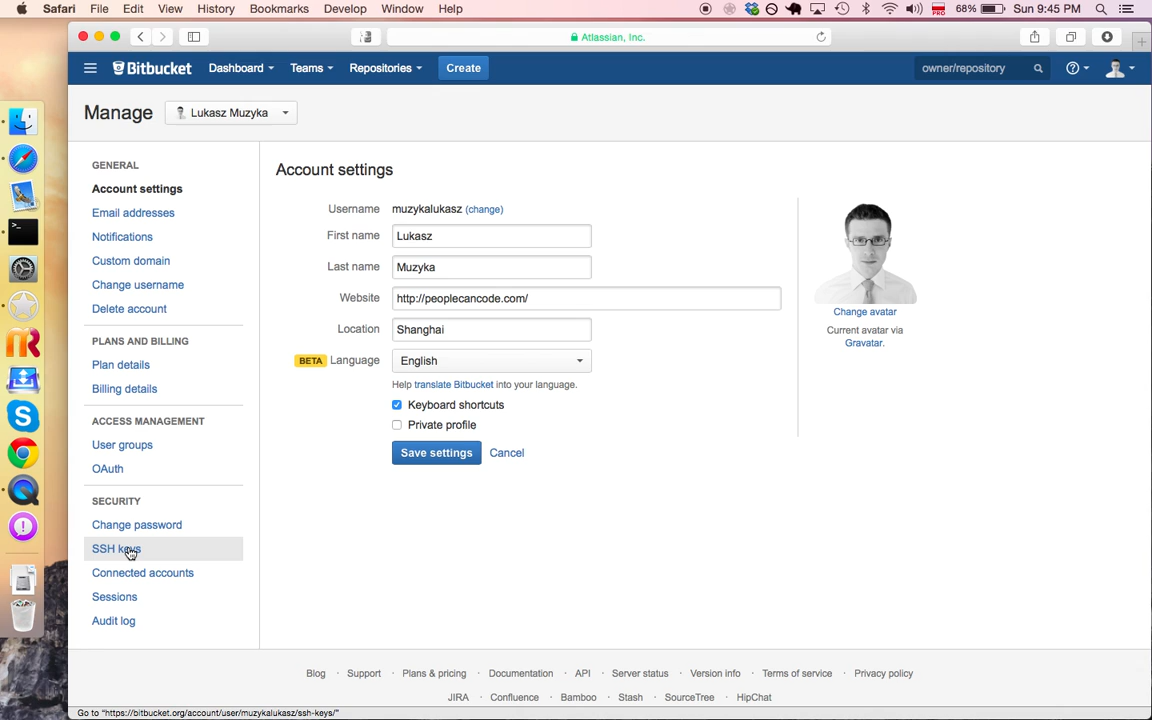 Safari File Edit View History Bookmarks Develop Window Help PRO 68% Sun 9:45 PM
Atlassian, Inc.
Bitbucket Dashboard Teams Repositories Create owner/repository
Manage Lukasz Muzyka
GENERAL
Account settings
Email addresses
Notifications
Custom domain
Change username
Delete account
PLANS AND BILLING
Plan details
Billing details
ACCESS MANAGEMENT
User groups
OAuth
SECURITY
Change password
SSH keys
Connected accounts
Sessions
Audit log
Account settings
Username muzykalukasz (change)
First name Lukasz
Last name Muzyka
Website http://peoplecancode.com/
Location Shanghai
BETA Language English
Help translate Bitbucket into your language.
Keyboard shortcuts
Private profile
Save settings Cancel
Change avatar
Current avatar via
Gravatar.
Blog · Support · Plans & pricing · Documentation · API · Server status · Version info · Terms of service · Privacy policy
JIRA · Confluence · Bamboo · Stash · SourceTree · HipChat
Go to "https://bitbucket.org/account/user/muzykalukasz/ssh-keys/"